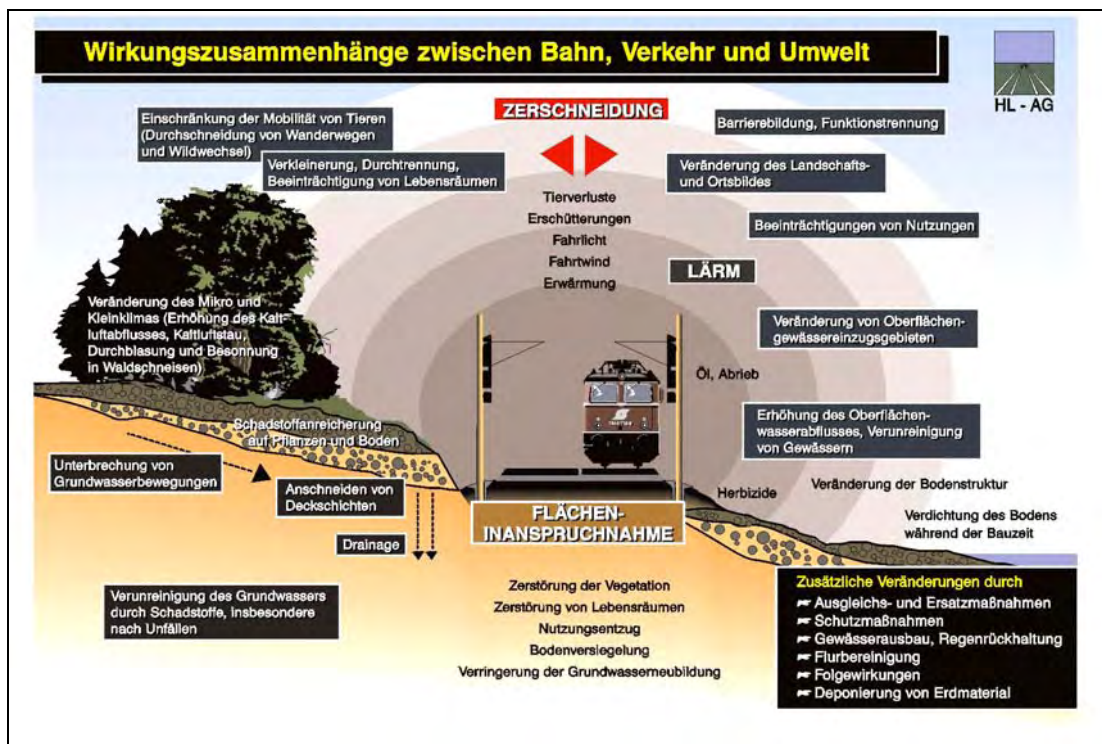 Wirkungszusammenhänge zwischen Bahn, Verkehr und Umwelt
HL - AG
ZERSCHNEIDUNG
Einschränkung der Mobilität von Tieren
(Durchschneidung von Wanderwegen
und Wildwechsel)
Verkleinerung, Durchtrennung,
Beeinträchtigung von Lebensräumen
Barrierebildung, Funktionstrennung
Veränderung des Landschafts-
und Ortsbildes
Tierverluste
Erschütterungen
Fahrlicht
Fahrtwind
Erwärmung
Beeinträchtigungen von Nutzungen
LÄRM
Veränderung des Mikro und
Kleinklimas (Erhöhung des Kalt-
luftabflusses, Kaltluftstau,
Durchblasung und Besonnung
in Waldschneisen)
Veränderung von Oberflächen-
gewässereinzugsgebieten
Öl, Abrieb
Schadstoffanreicherung
auf Pflanzen und Boden
Erhöhung des Oberflächen-
wasserabflusses, Verunreinigung
von Gewässern
Unterbrechung von
Grundwasserbewegungen
Anschneiden von
Deckschichten
Drainage
FLÄCHEN-
INANSPRUCHNAHME
Herbizide
Veränderung der Bodenstruktur
Verdichtung des Bodens
während der Bauzeit
Verunreinigung des Grundwassers
durch Schadstoffe, insbesondere
nach Unfällen
Zerstörung der Vegetation
Zerstörung von Lebensräumen
Nutzungsentzug
Bodenversiegelung
Verringerung der Grundwasserneubildung
Zusätzliche Veränderungen durch
Ausgleichs- und Ersatzmaßnahmen
Schutzmaßnahmen
Gewässerausbau, Regenrückhaltung
Flurbereinigung
Folgewirkungen
Deponierung von Erdmaterial